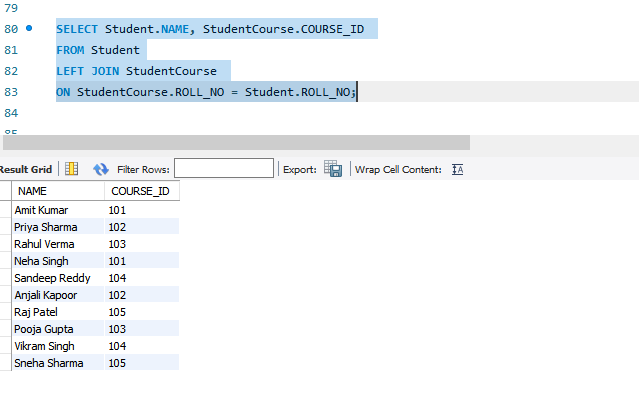 79
80 SELECT Student.NAME, StudentCourse.COURSE_ID
81 FROM Student
82 LEFT JOIN StudentCourse
83 ON StudentCourse.ROLL_NO = Student.ROLL_NO;
84
85
Result Grid Filter Rows: Export: Wrap Cell Content: IA
NAME COURSE_ID
Amit Kumar 101
Priya Sharma 102
Rahul Verma 103
Neha Singh 101
Sandeep Reddy 104
Anjali Kapoor 102
Raj Patel 105
Pooja Gupta 103
Vikram Singh 104
Sneha Sharma 105